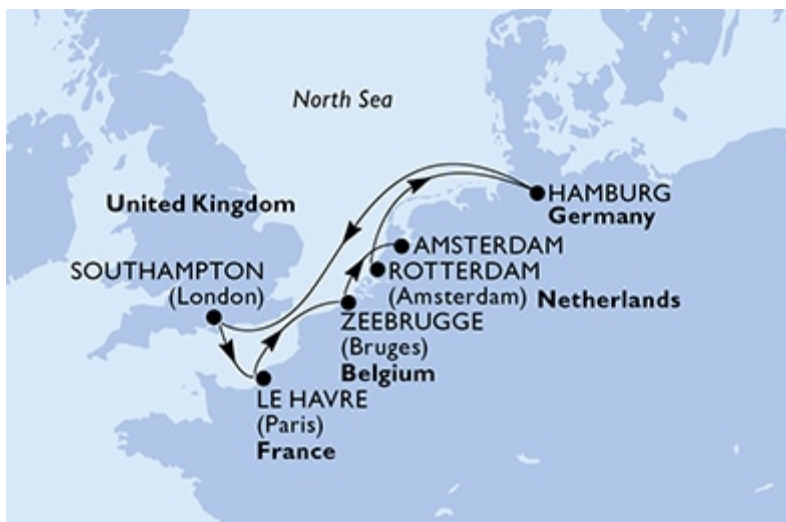 North Sea
HAMBURG
Germany
United Kingdom
AMSTERDAM
SOUTHAMPTON
(London)
ROTTERDAM
(Amsterdam)
Netherlands
ZEEBRUGGE
(Bruges)
Belgium
LE HAVRE
(Paris)
France